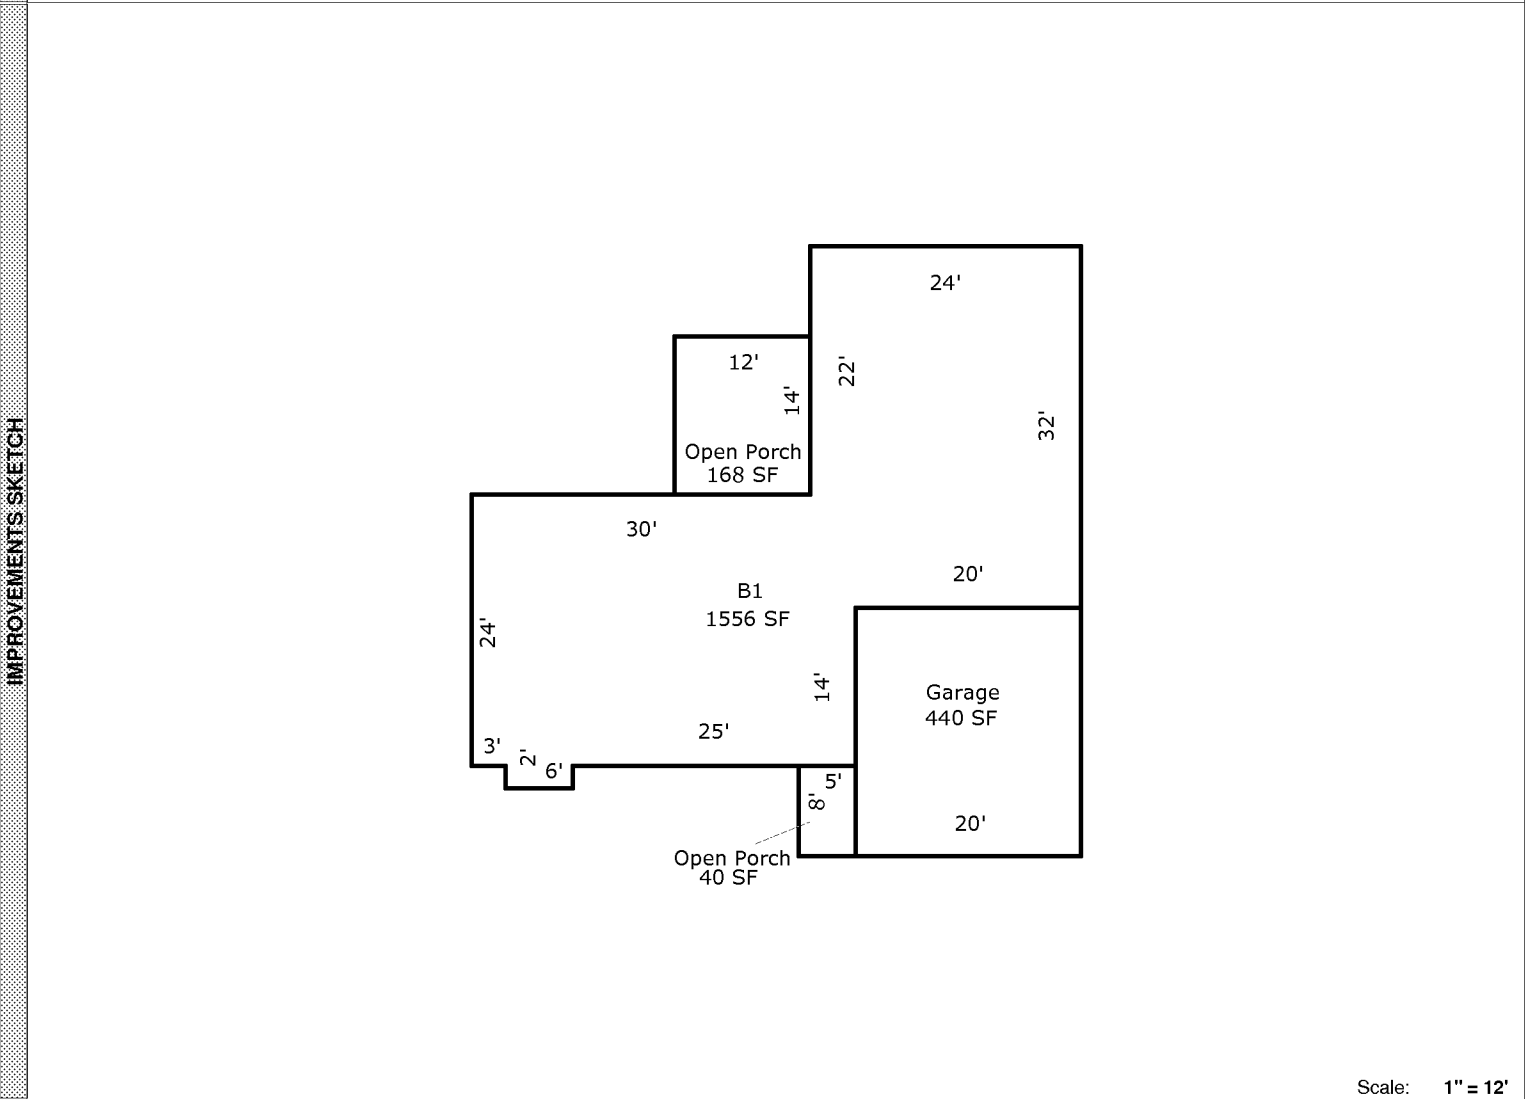 IMPROVEMENTS SKETCH
24'
12'
22'
14'
32'
Open Porch
168 SF
30'
20'
B1
1556 SF
24'
14'
Garage
440 SF
25'
3'
2'
6'
5'
8'
20'
Open Porch
40 SF
Scale: 1" = 12'